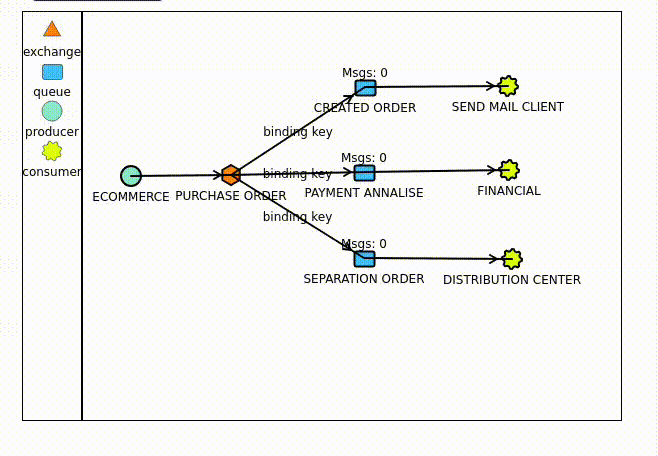 exchange
queue
producer
consumer
Msgs: 0
CREATED ORDER
SEND MAIL CLIENT
binding key
Msgs: 0
binding key
ECOMMERCE
PURCHASE ORDER
PAYMENT ANNALISE
FINANCIAL
binding key
Msgs: 0
SEPARATION ORDER
DISTRIBUTION CENTER